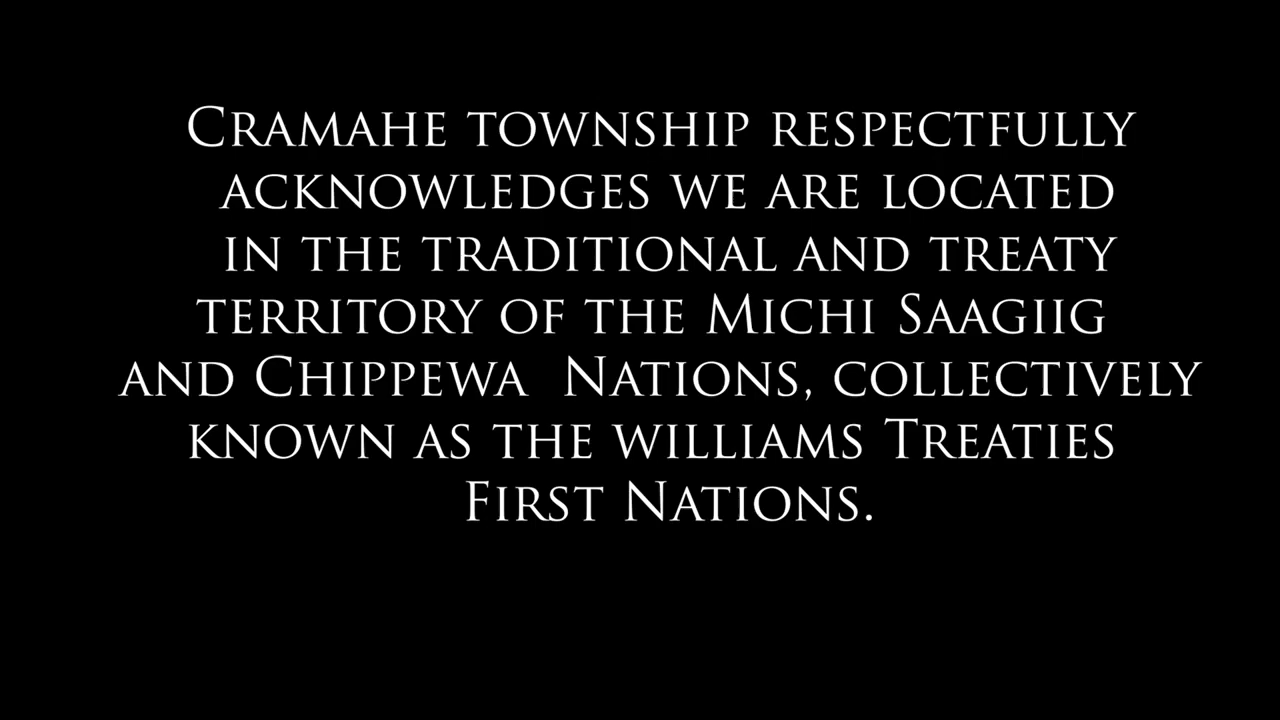 Cramahe township respectfully
acknowledges we are located
in the traditional and treaty
territory of the Michi Saagiig
and Chippewa  Nations, collectively
known as the williams Treaties
First Nations.